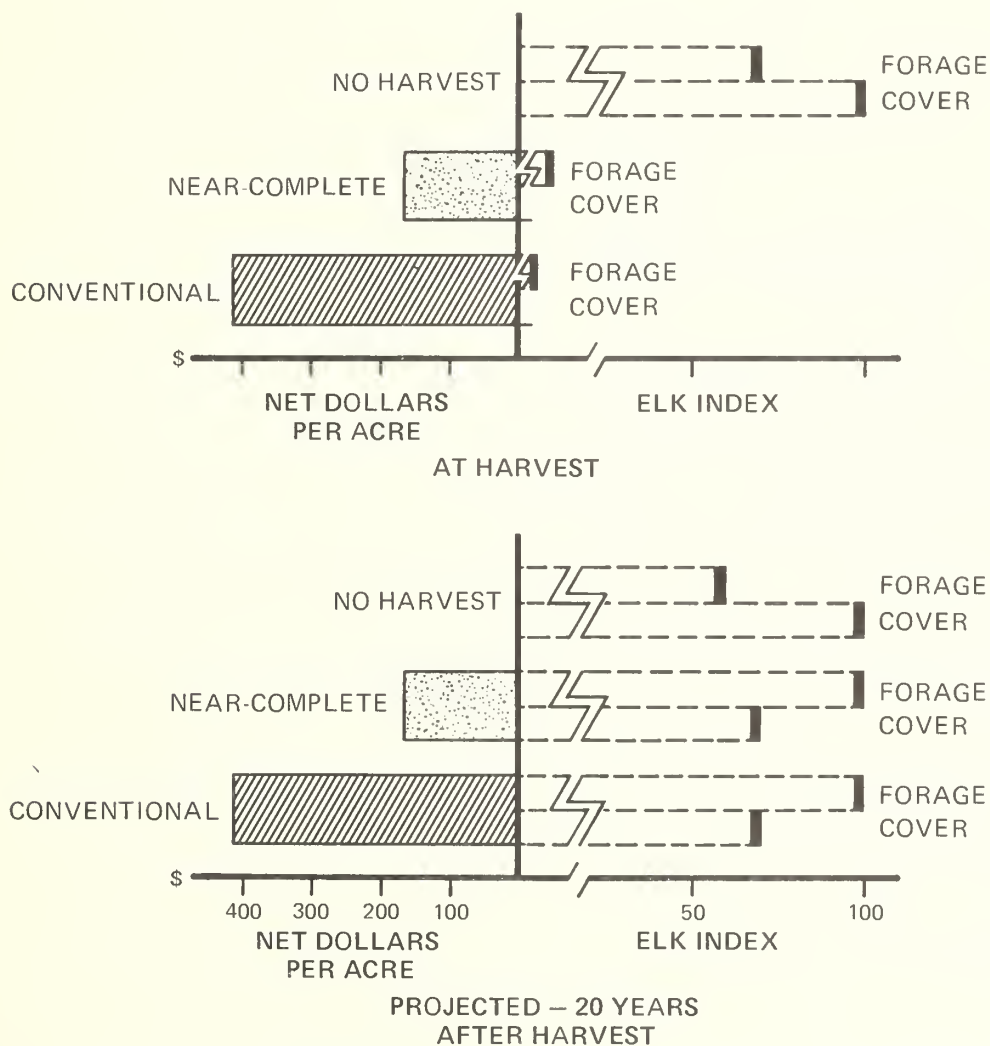 NO HARVEST
FORAGE
COVER
NEAR-COMPLETE
FORAGE
COVER
CONVENTIONAL
FORAGE
COVER
$
NET DOLLARS
PER ACRE
ELK INDEX
AT HARVEST
NO HARVEST
FORAGE
COVER
NEAR-COMPLETE
FORAGE
COVER
CONVENTIONAL
FORAGE
COVER
$
400 300 200 100 50 100
NET DOLLARS
PER ACRE
ELK INDEX
PROJECTED – 20 YEARS
AFTER HARVEST